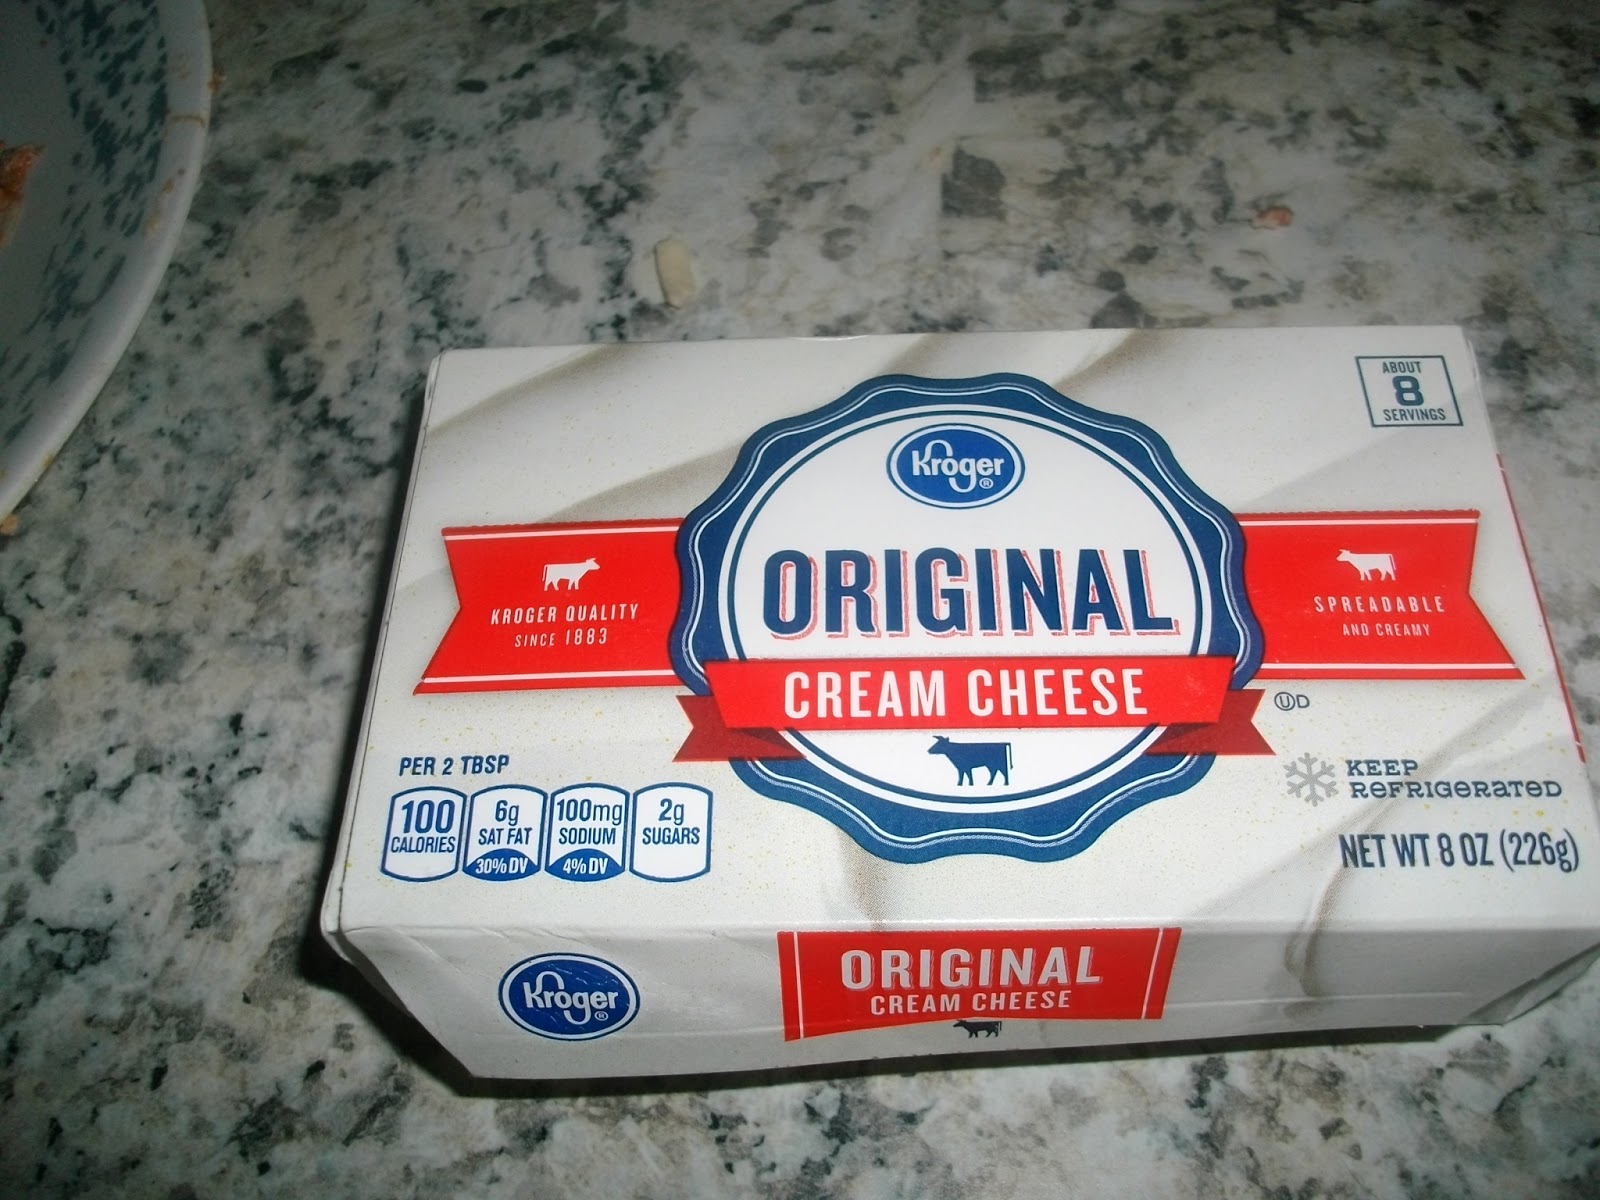 ABOUT
8
SERVINGS
Kröger®
ORIGINAL
CREAM CHEESE
KROGER QUALITY
SINCE 1883
SPREADABLE
AND CREAMY
UD
PER 2 TBSP
100
CALORIES
6g
SAT FAT
30% DV
100mg
SODIUM
4% DV
2g
SUGARS
KEEP
REFRIGERATED
NET WT 8 OZ (226g)
Kroger®
ORIGINAL
CREAM CHEESE